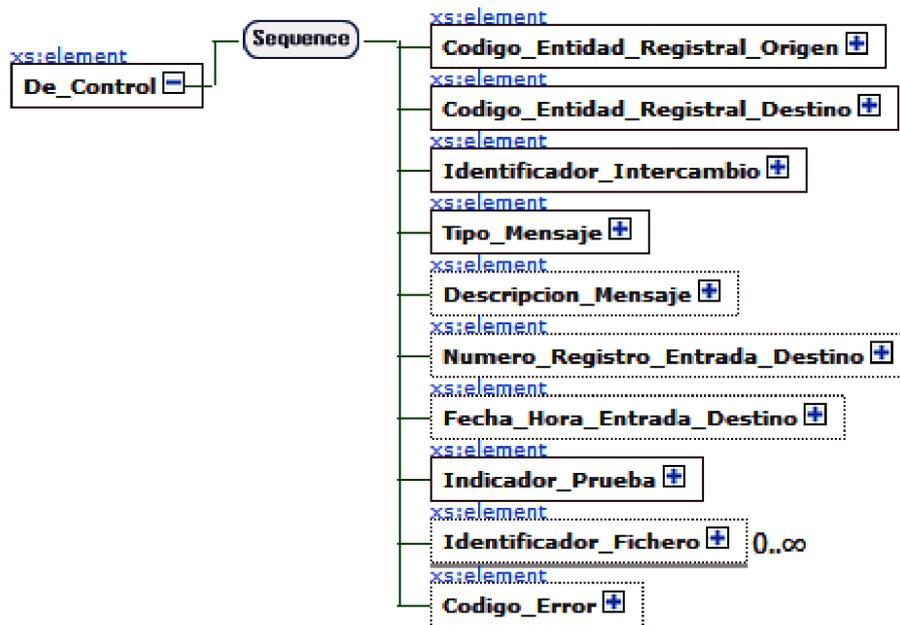 xs:element
De_Control
Sequence
xs:element
Codigo_Entidad_Registral_Origen
xs:element
Codigo_Entidad_Registral_Destino
xs:element
Identificador_Intercambio
xs:element
Tipo_Mensaje
xs:element
Descripcion_Mensaje
xs:element
Numero_Registro_Entrada_Destino
xs:element
Fecha_Hora_Entrada_Destino
xs:element
Indicador_Prueba
xs:element
Identificador_Fichero 0..∞
xs:element
Codigo_Error